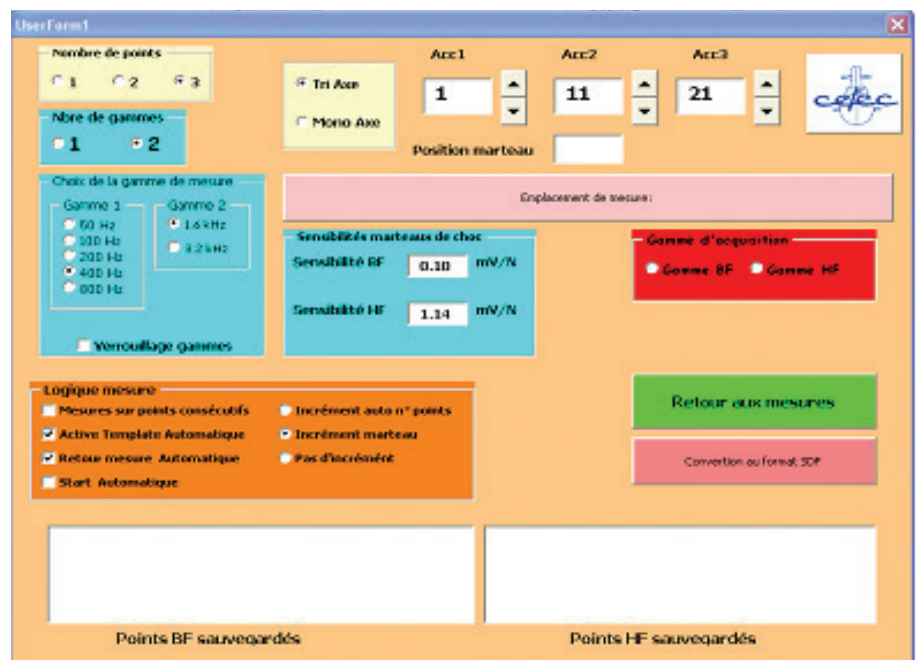 UserForm1
Nombre de points
1 2 3
Nbre de gammes
1 2
Tri Axe
Mono Axe
Acc1 Acc2 Acc3
1 11 21
Position marteau
cetec
Choix de la gamme de mesure
Gamme 1 Gamme 2
50 Hz
100 Hz
200 Hz
400 Hz
800 Hz
1.6 kHz
3.2 kHz
Verrouillage gammes
Emplacement de mesure:
Sensibilités marteaux de choc
Sensibilité BF 0.10 mV/N
Sensibilité HF 1.14 mV/N
Gamme d'acquisition
Gamme BF Gamme HF
Logique mesure
Mesures sur points consécutifs
Active Template Automatique
Retour mesure Automatique
Start Automatique
Incrément auto n° points
Incrément marteau
Pas d'incrémént
Retour aux mesures
Convertion au format SDF
Points BF sauvegardés
Points HF sauvegardés